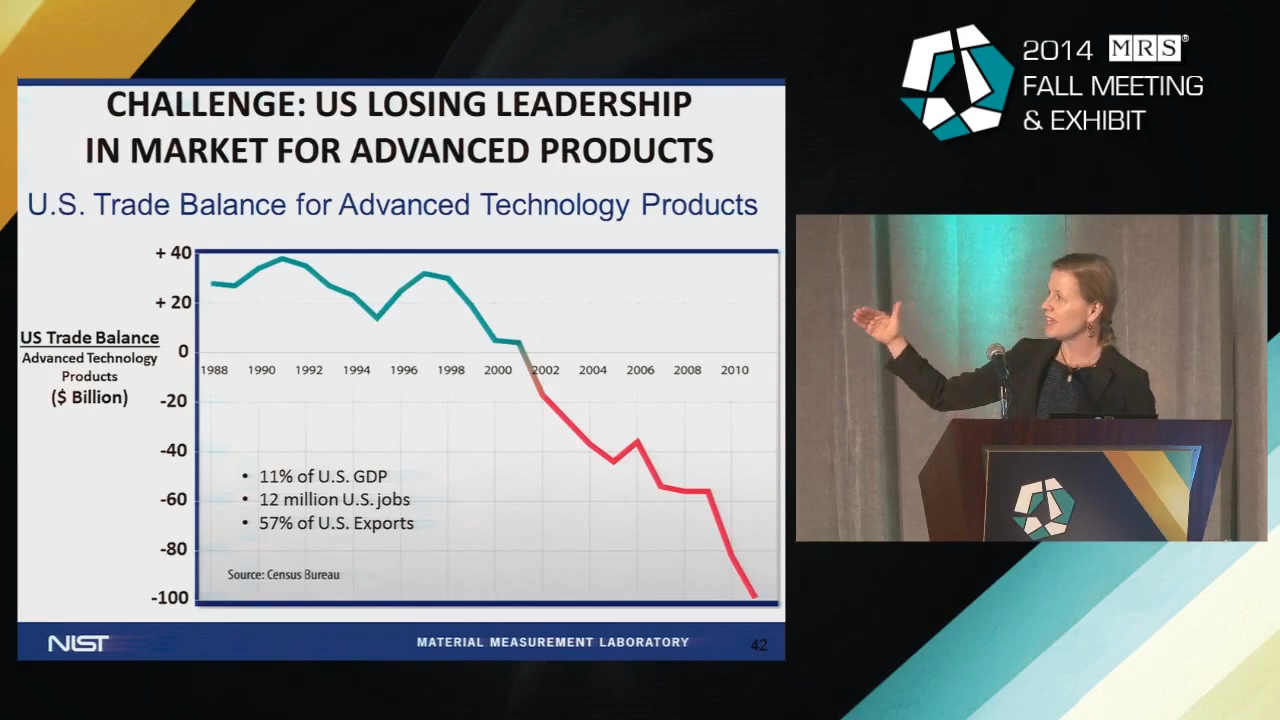 2014 MRS®
FALL MEETING
& EXHIBIT
CHALLENGE: US LOSING LEADERSHIP
IN MARKET FOR ADVANCED PRODUCTS
U.S. Trade Balance for Advanced Technology Products
+ 40
+ 20
0
-20
-40
-60
-80
-100
US Trade Balance
Advanced Technology
Products
($ Billion)
1988 1990 1992 1994 1996 1998 2000 2002 2004 2006 2008 2010
• 11% of U.S. GDP
• 12 million U.S. jobs
• 57% of U.S. Exports
Source: Census Bureau
NIST MATERIAL MEASUREMENT LABORATORY 42